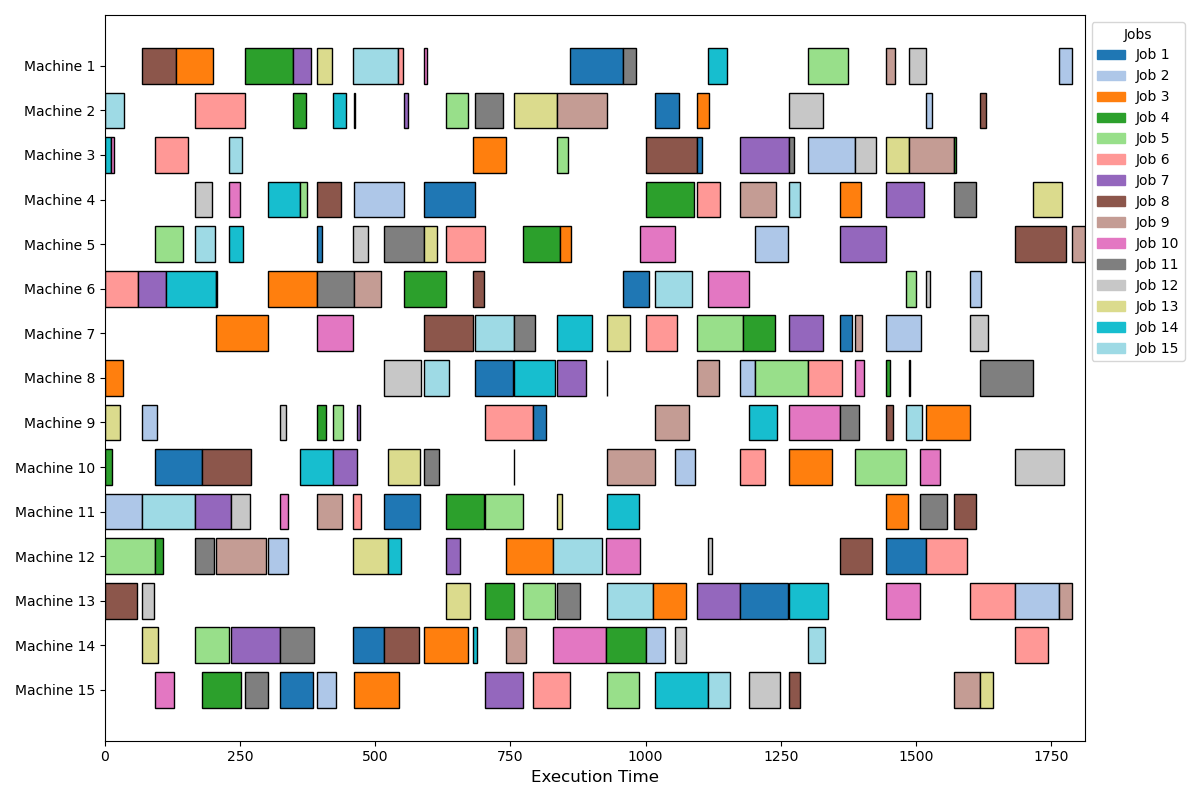 Machine 1
Machine 2
Machine 3
Machine 4
Machine 5
Machine 6
Machine 7
Machine 8
Machine 9
Machine 10
Machine 11
Machine 12
Machine 13
Machine 14
Machine 15
0
250
500
750
1000
1250
1500
1750
Execution Time
Jobs
Job 1
Job 2
Job 3
Job 4
Job 5
Job 6
Job 7
Job 8
Job 9
Job 10
Job 11
Job 12
Job 13
Job 14
Job 15